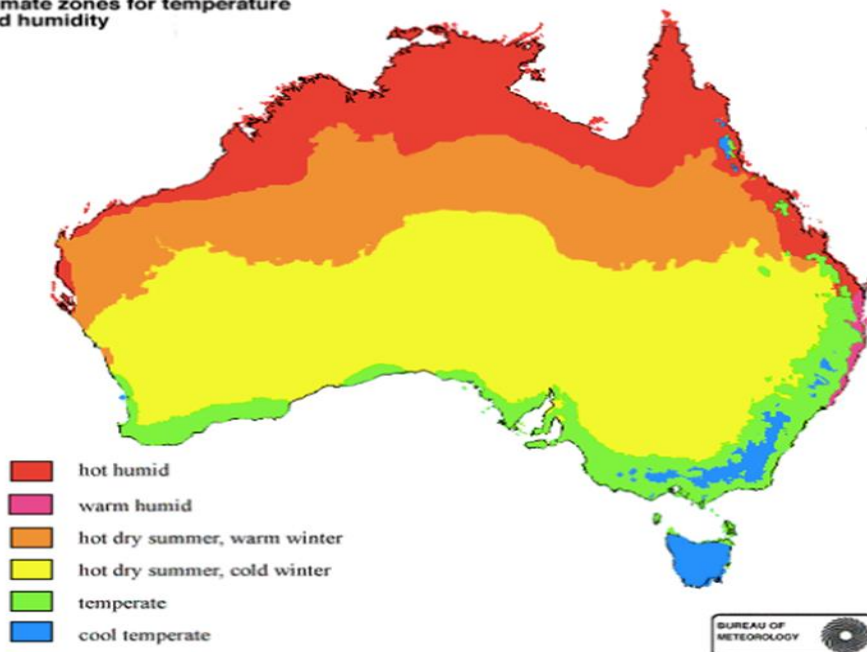 mate zones for temperature
d humidity
hot humid
warm humid
hot dry summer, warm winter
hot dry summer, cold winter
temperate
cool temperate
BUREAU OF
METEOROLOGY